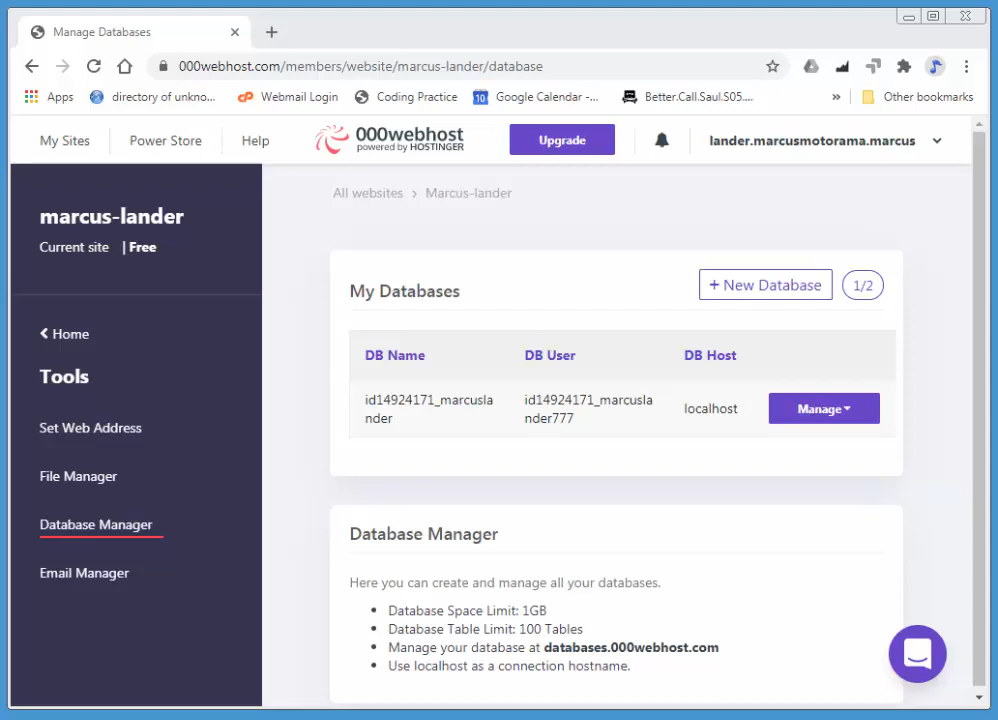 Manage Databases
000webhost.com/members/website/marcus-lander/database
Apps
directory of unkno...
Webmail Login
Coding Practice
10
Google Calendar -...
Better.Call.Saul.S05....
»
Other bookmarks
My Sites
Power Store
Help
000webhost
powered by HOSTINGER
Upgrade
lander.marcusmotorama.marcus
marcus-lander
Current site | Free
Home
Tools
Set Web Address
File Manager
Database Manager
Email Manager
All websites > Marcus-lander
My Databases
+ New Database
1/2
DB Name DB User DB Host
id14924171_marcusla id14924171_marcusla
localhost Manage
nder nder777
Database Manager
Here you can create and manage all your databases.
• Database Space Limit: 1GB
• Database Table Limit: 100 Tables
• Manage your database at databases.000webhost.com
• Use localhost as a connection hostname.